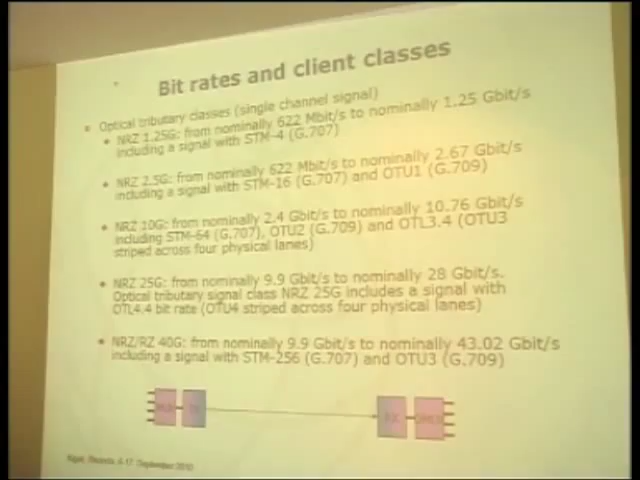 Bit rates and client classes
Optical tributary classes (single channel signal)
NRZ 1.25G: from nominally 622 Mbit/s to nominally 1.25 Gbit/s
including a signal with STM-4 (G.707)
NRZ 2.5G: from nominally 622 Mbit/s to nominally 2.67 Gbit/s
including a signal with STM-16 (G.707) and OTU1 (G.709)
NRZ 10G: from nominally 2.4 Gbit/s to nominally 10.76 Gbit/s
including STM-64 (G.707), OTU2 (G.709) and OTL3.4 (OTU3
striped across four physical lanes)
NRZ 25G: from nominally 9.9 Gbit/s to nominally 28 Gbit/s.
Optical tributary signal class NRZ 25G includes a signal with
OTL4.4 bit rate (OTU4 striped across four physical lanes)
NRZ/RZ 40G: from nominally 9.9 Gbit/s to nominally 43.02 Gbit/s
including a signal with STM-256 (G.707) and OTU3 (G.709)
September 2010